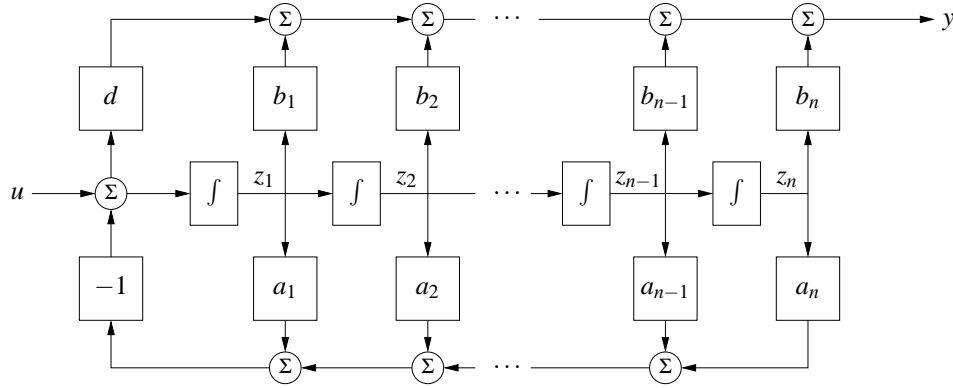 Σ Σ ... Σ Σ y
d b₁ b₂ bₙ₋₁ bₙ
u Σ ∫ z₁ ∫ z₂ ... ∫ zₙ₋₁ ∫ zₙ
−1 a₁ a₂ aₙ₋₁ aₙ
Σ Σ ... Σ